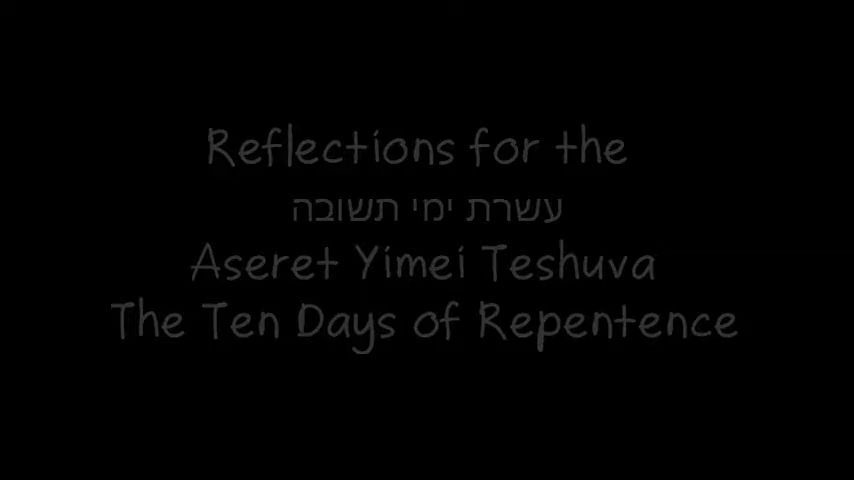 Reflections for the
עשרת ימי תשובה
Aseret Yimei Teshuva
The Ten Days of Repentence